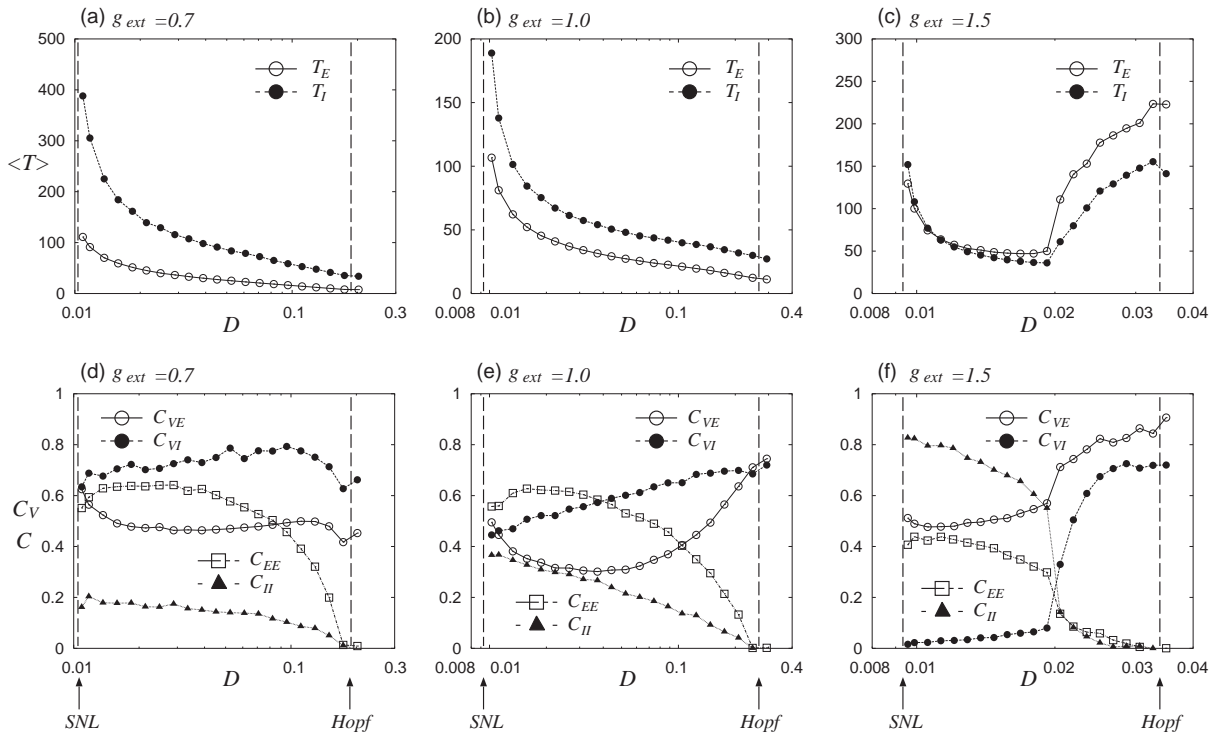 (a) g ext =0.7
(b) g ext =1.0
(c) g ext =1.5
500
400
300
200
100
0
<T>
T_E
T_I
0.01
0.1
0.3
D
200
150
100
50
0
T_E
T_I
0.008
0.01
0.1
0.4
D
300
250
200
150
100
50
0
T_E
T_I
0.008
0.01
0.02
0.03
0.04
D
(d) g ext =0.7
(e) g ext =1.0
(f) g ext =1.5
1
0.8
0.6
0.4
0.2
0
C_V
C
C_VE
C_VI
C_EE
C_II
0.01
0.1
0.3
D
SNL
Hopf
1
0.8
0.6
0.4
0.2
0
C_VE
C_VI
C_EE
C_II
0.008
0.01
0.1
0.4
D
SNL
Hopf
1
0.8
0.6
0.4
0.2
0
C_VE
C_VI
C_EE
C_II
0.008
0.01
0.02
0.03
0.04
D
SNL
Hopf